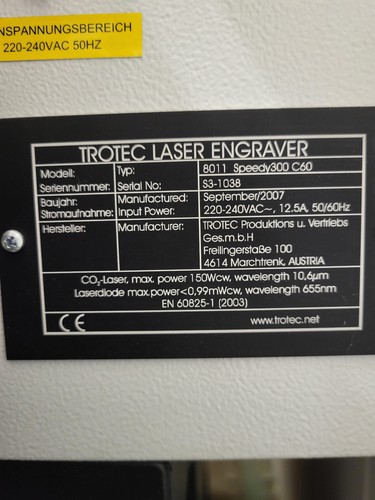 NSPANNUNGSBEREICH
220-240VAC 50HZ
TROTEC LASER ENGRAVER
Modell: Typ: 8011 Speedy300 C60
Seriennummer: Serial No: S3-1038
Baujahr: Manufactured: September/2007
Stromaufnahme: Input Power: 220-240VAC~, 12.5A, 50/60Hz
Hersteller: Manufacturer: TROTEC Produktions u. Vertriebs
Ges.m.b.H
Freilingerstraße 100
4614 Marchtrenk, AUSTRIA
CO₂-Laser, max. power 150Wcw, wavelength 10,6µm
Laserdiode max.power<0,99mWcw, wavelength 655nm
EN 60825-1 (2003)
CE www.trotec.net